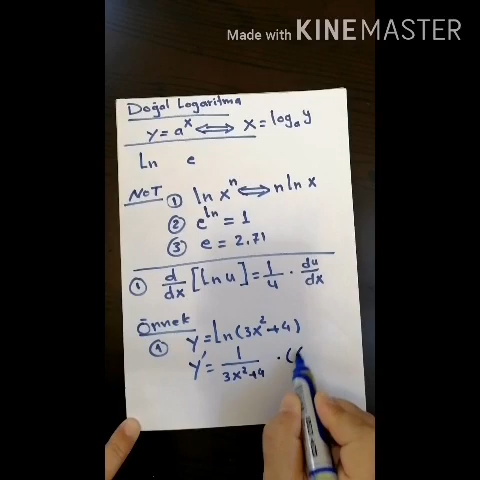 Made with KINEMASTER
Doğal Logaritma
y = a^x ⟺ x = log_a y
Ln e
NOT ① ln x^n ⟺ n ln x
② e^ln = 1
③ e = 2.71
① d/dx [Ln u] = 1/u · du/dx
Örnek
① y = Ln(3x²+4)
y' = 1/(3x²+4) · (6